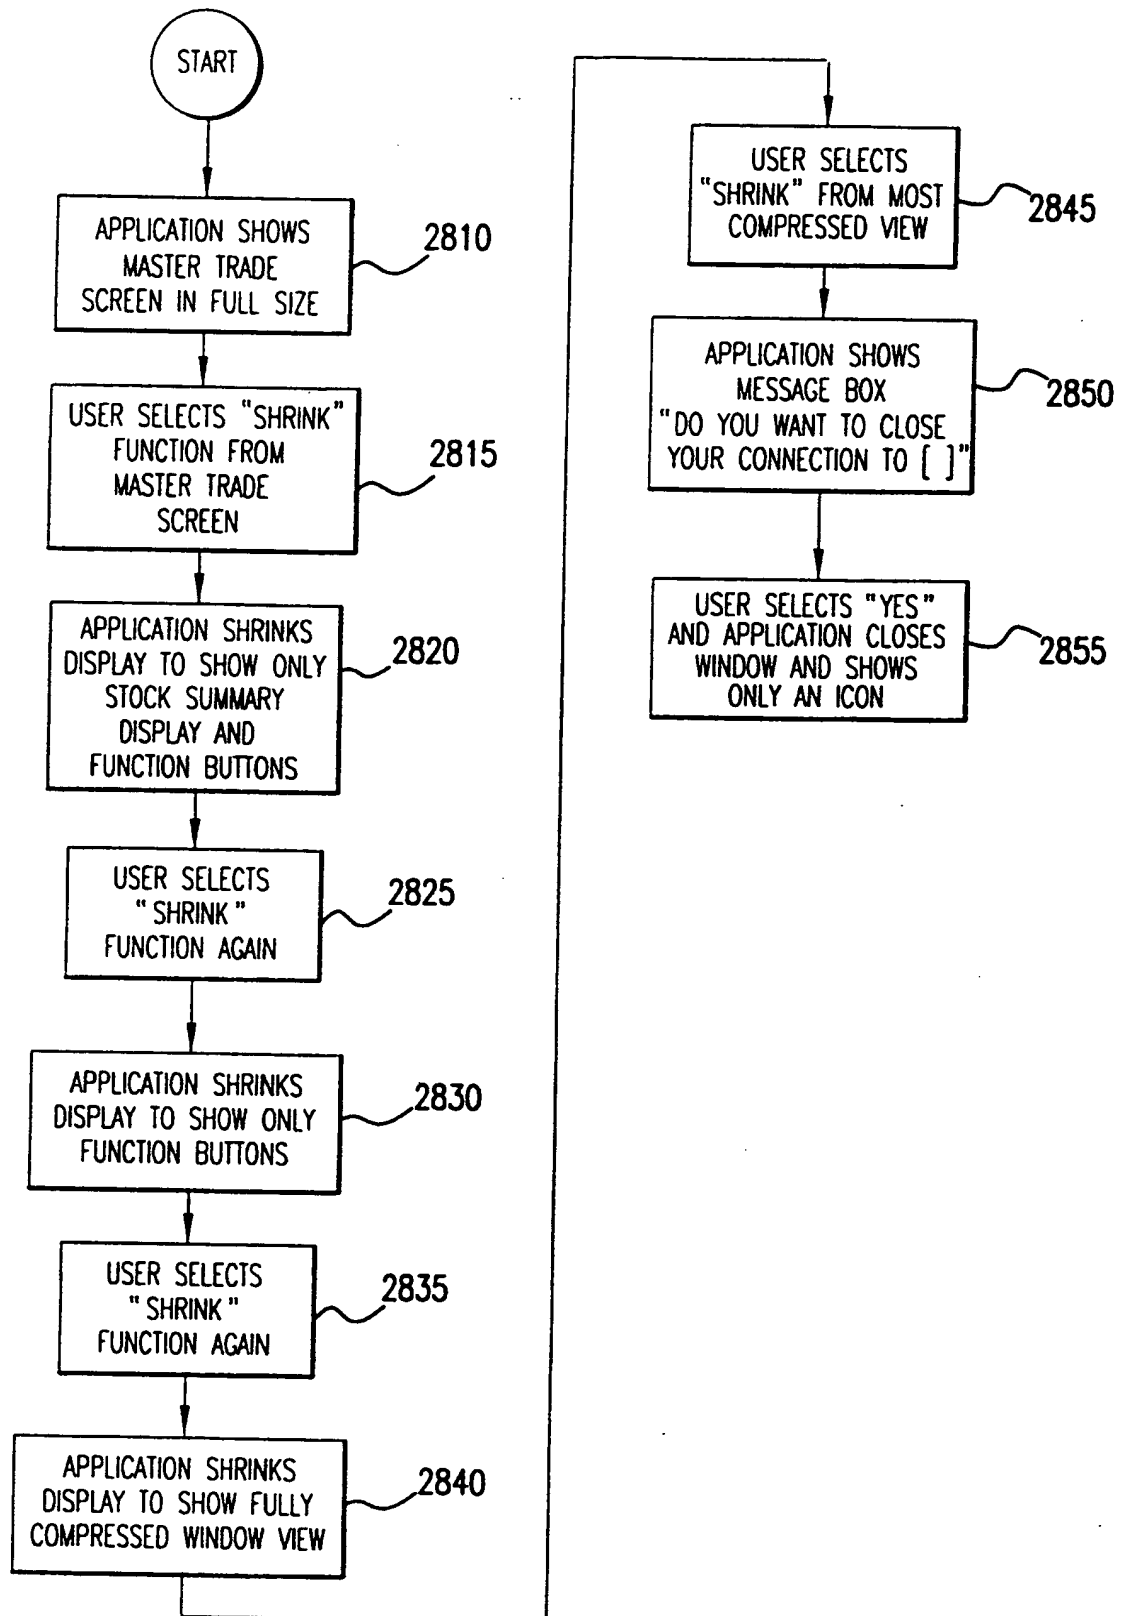 START
APPLICATION SHOWS
MASTER TRADE
SCREEN IN FULL SIZE
2810
USER SELECTS "SHRINK"
FUNCTION FROM
MASTER TRADE
SCREEN
2815
APPLICATION SHRINKS
DISPLAY TO SHOW ONLY
STOCK SUMMARY
DISPLAY AND
FUNCTION BUTTONS
2820
USER SELECTS
"SHRINK"
FUNCTION AGAIN
2825
APPLICATION SHRINKS
DISPLAY TO SHOW ONLY
FUNCTION BUTTONS
2830
USER SELECTS
"SHRINK"
FUNCTION AGAIN
2835
APPLICATION SHRINKS
DISPLAY TO SHOW FULLY
COMPRESSED WINDOW VIEW
2840
USER SELECTS
"SHRINK" FROM MOST
COMPRESSED VIEW
2845
APPLICATION SHOWS
MESSAGE BOX
"DO YOU WANT TO CLOSE
YOUR CONNECTION TO [ ]"
2850
USER SELECTS "YES"
AND APPLICATION CLOSES
WINDOW AND SHOWS
ONLY AN ICON
2855